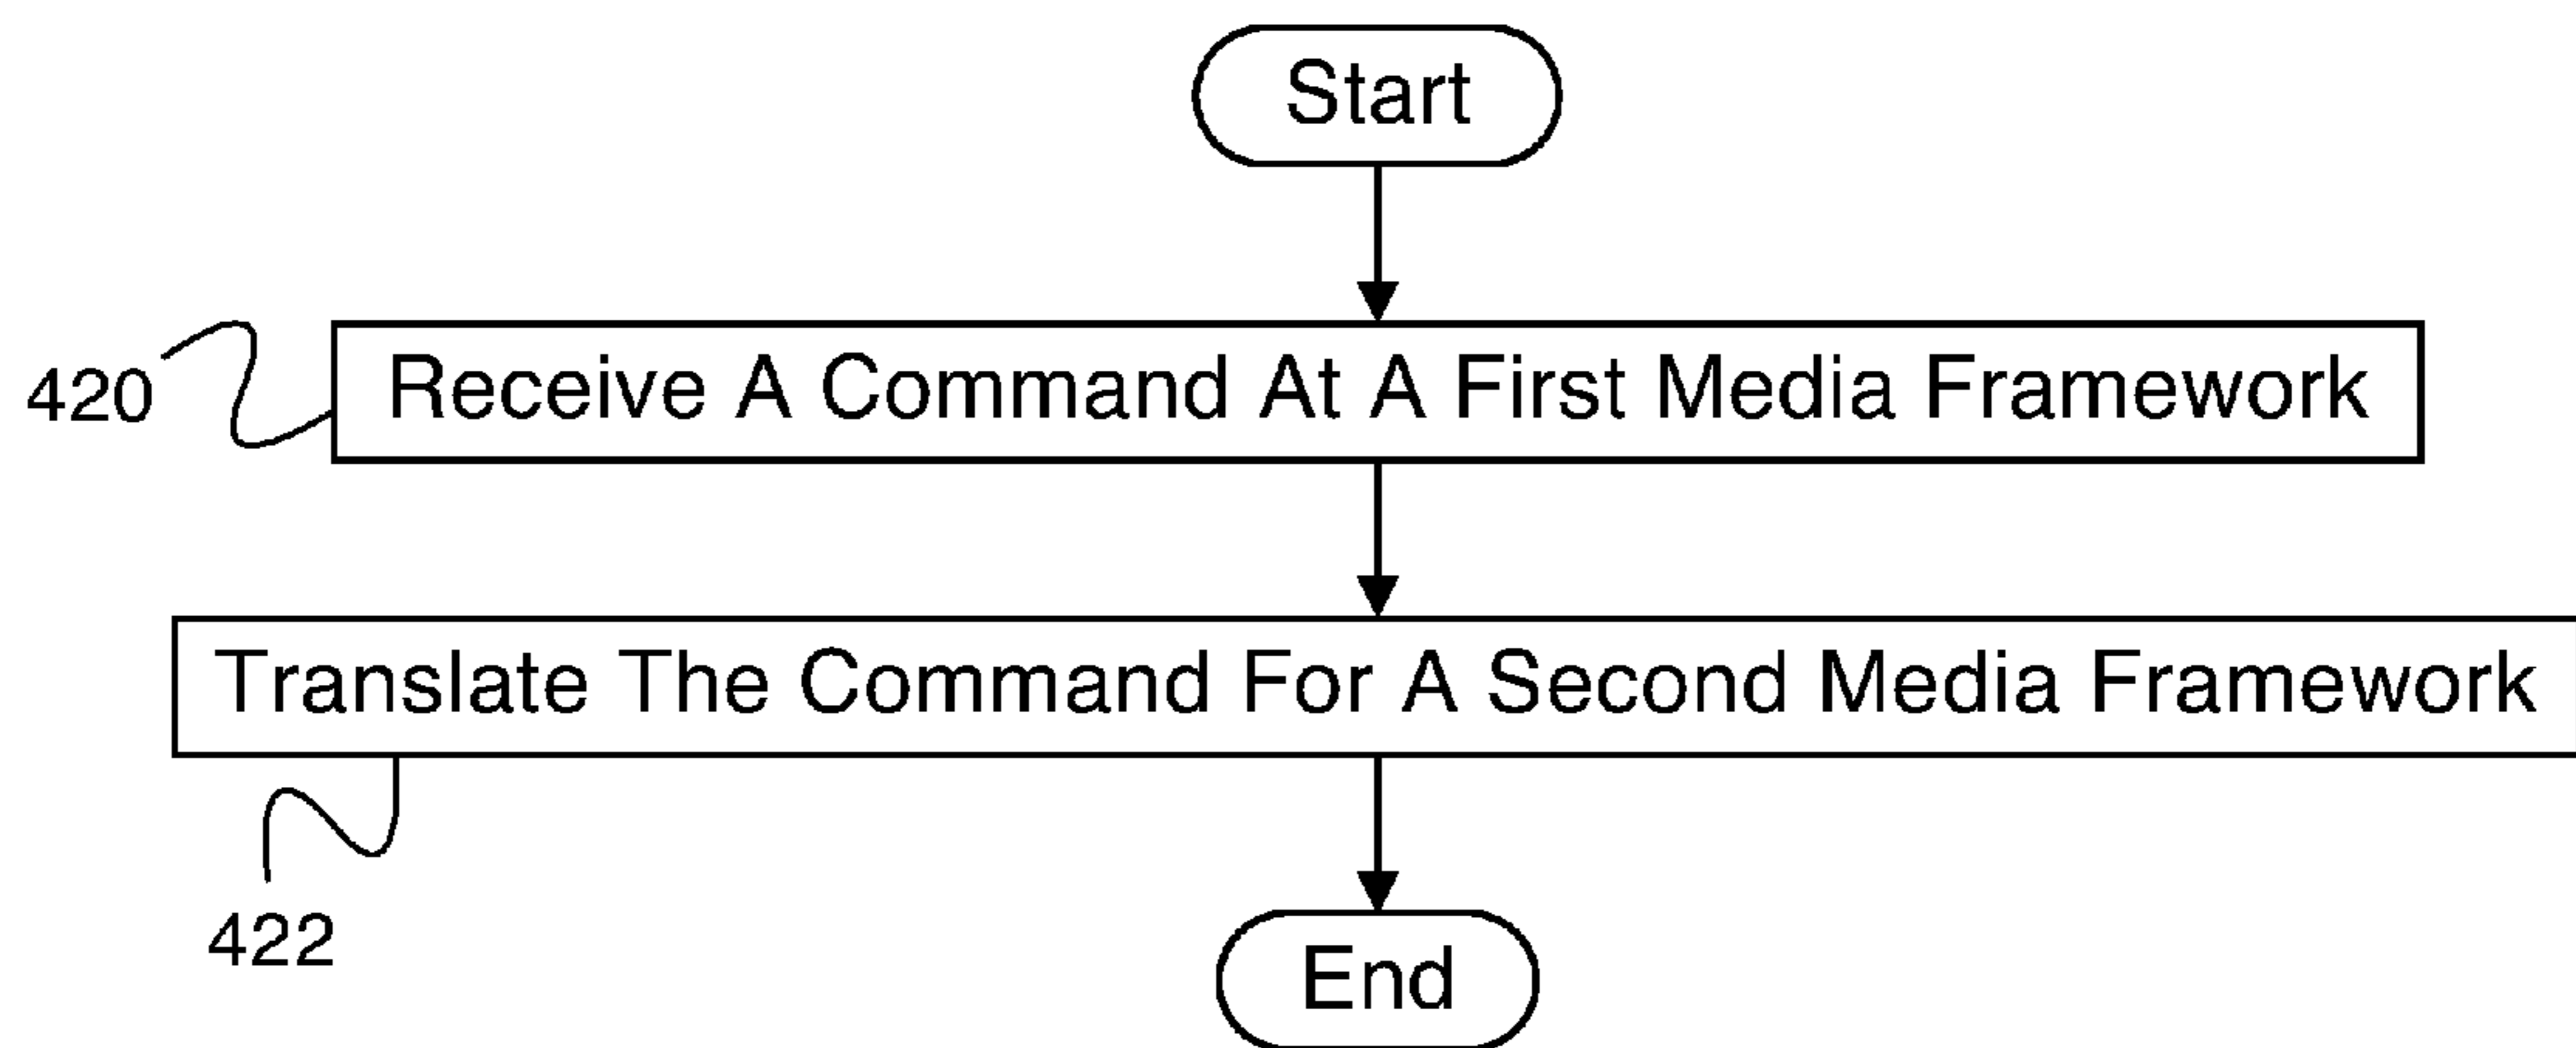 Start
420
Receive A Command At A First Media Framework
Translate The Command For A Second Media Framework
422
End